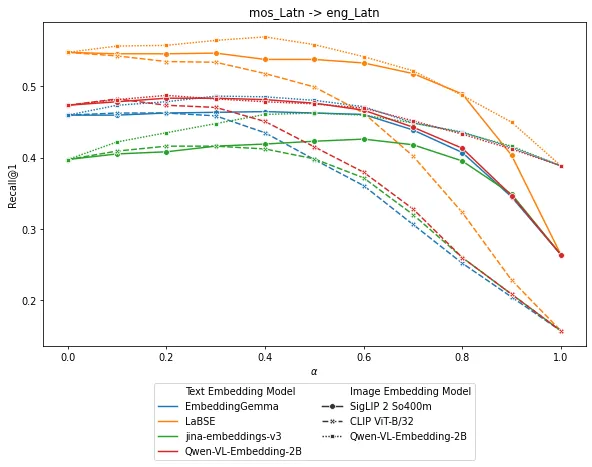 mos_Latn -> eng_Latn
Recall@1
0.5
0.4
0.3
0.2
0.0
0.2
0.4
0.6
0.8
1.0
α
Text Embedding Model
EmbeddingGemma
LaBSE
jina-embeddings-v3
Qwen-VL-Embedding-2B
Image Embedding Model
SigLIP 2 So400m
CLIP ViT-B/32
Qwen-VL-Embedding-2B